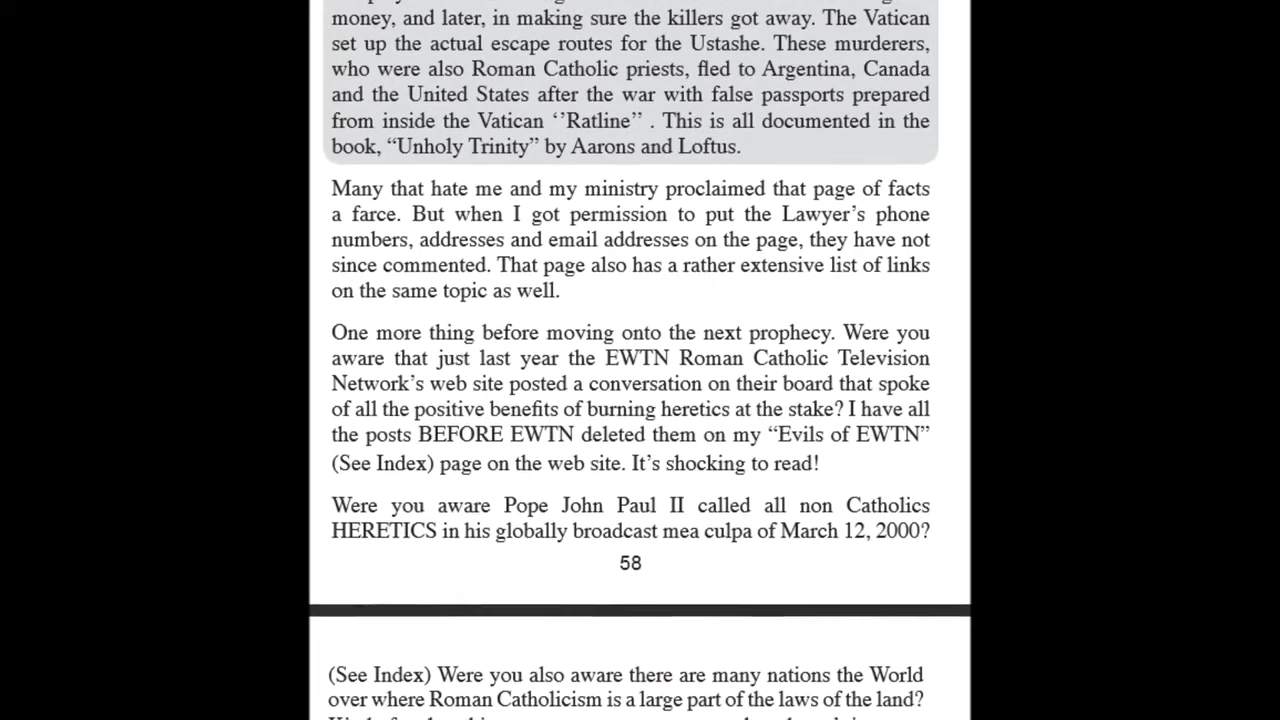 money, and later, in making sure the killers got away. The Vatican
set up the actual escape routes for the Ustashe. These murderers,
who were also Roman Catholic priests, fled to Argentina, Canada
and the United States after the war with false passports prepared
from inside the Vatican ‘’Ratline’’ . This is all documented in the
book, “Unholy Trinity” by Aarons and Loftus.
Many that hate me and my ministry proclaimed that page of facts
a farce. But when I got permission to put the Lawyer’s phone
numbers, addresses and email addresses on the page, they have not
since commented. That page also has a rather extensive list of links
on the same topic as well.
One more thing before moving onto the next prophecy. Were you
aware that just last year the EWTN Roman Catholic Television
Network’s web site posted a conversation on their board that spoke
of all the positive benefits of burning heretics at the stake? I have all
the posts BEFORE EWTN deleted them on my “Evils of EWTN”
(See Index) page on the web site. It’s shocking to read!
Were you aware Pope John Paul II called all non Catholics
HERETICS in his globally broadcast mea culpa of March 12, 2000?
58
(See Index) Were you also aware there are many nations the World
over where Roman Catholicism is a large part of the laws of the land?